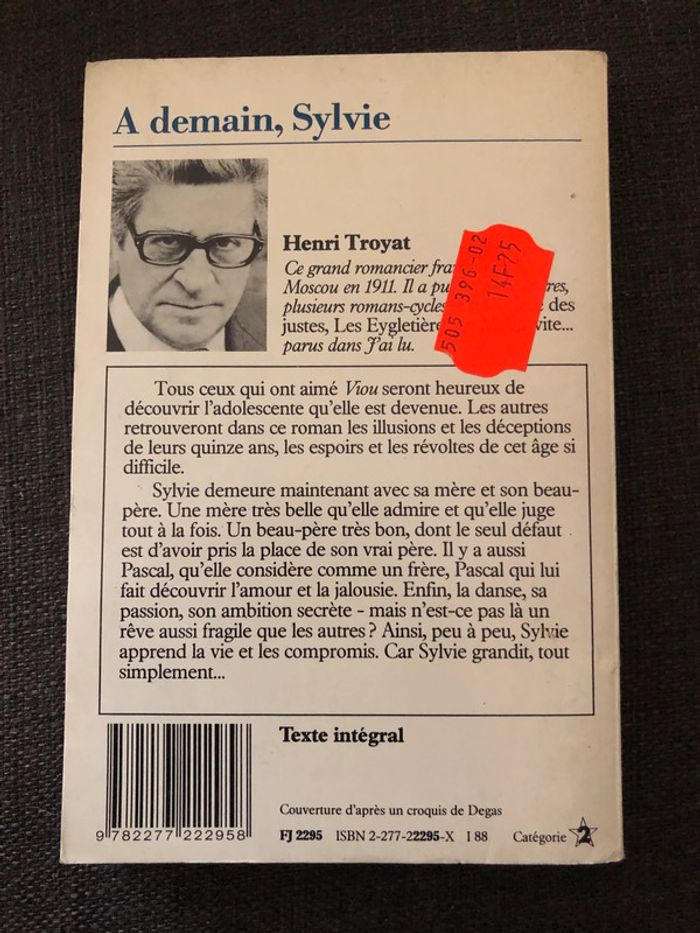 A demain, Sylvie
Henri Troyat
Ce grand romancier
Moscou en 1911. Il a
plusieurs romans-cycles des
justes, Les
parus dans J'ai lu.
505 396-02
14F25
Tous ceux qui ont aimé Viou seront heureux de
découvrir l'adolescente qu'elle est devenue. Les autres
retrouveront dans ce roman les illusions et les déceptions
de leurs quinze ans, les espoirs et les révoltes de cet âge si
difficile.
Sylvie demeure maintenant avec sa mère et son beau-
père. Une mère très belle qu'elle admire et qu'elle juge
tout à la fois. Un beau-père très bon, dont le seul défaut
est d'avoir pris la place de son vrai père. Il y a aussi
Pascal, qu'elle considère comme un frère, Pascal qui lui
fait découvrir l'amour et la jalousie. Enfin, la danse, sa
passion, son ambition secrète - mais n'est-ce pas là un
rêve aussi fragile que les autres ? Ainsi, peu à peu, Sylvie
apprend la vie et les compromis. Car Sylvie grandit, tout
simplement...
Texte intégral
Couverture d'après un croquis de Degas
9 782277 222958
FJ 2295 ISBN 2-277-22295-X I 88 Catégorie 2